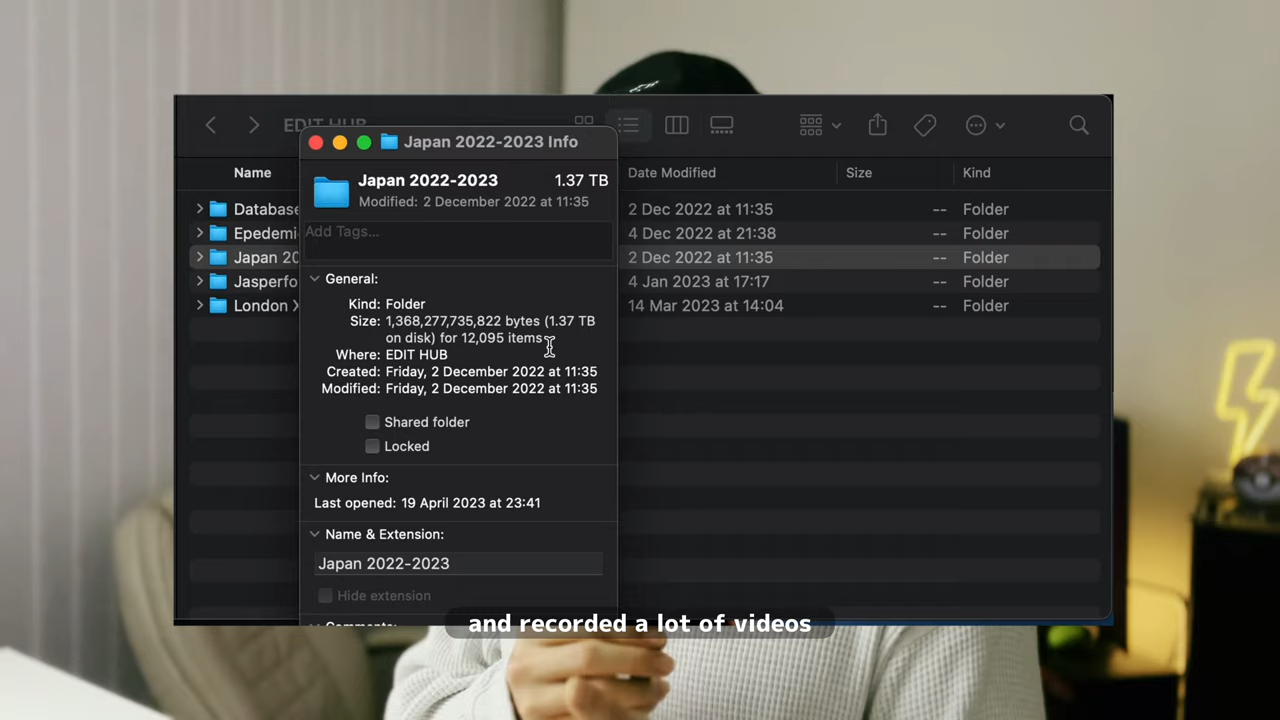 EDIT HUB
Japan 2022-2023 Info
Name
Date Modified
Size
Kind
Japan 2022-2023
1.37 TB
Modified: 2 December 2022 at 11:35
Add Tags...
Database
2 Dec 2022 at 11:35
--
Folder
Epedemi
4 Dec 2022 at 21:38
--
Folder
Japan 20
2 Dec 2022 at 11:35
--
Folder
Jasperfo
4 Jan 2023 at 17:17
--
Folder
London X
14 Mar 2023 at 14:04
--
Folder
General:
Kind: Folder
Size: 1,368,277,735,822 bytes (1.37 TB
on disk) for 12,095 items
Where: EDIT HUB
Created: Friday, 2 December 2022 at 11:35
Modified: Friday, 2 December 2022 at 11:35
Shared folder
Locked
More Info:
Last opened: 19 April 2023 at 23:41
Name & Extension:
Japan 2022-2023
Hide extension
Comments:
and recorded a lot of videos